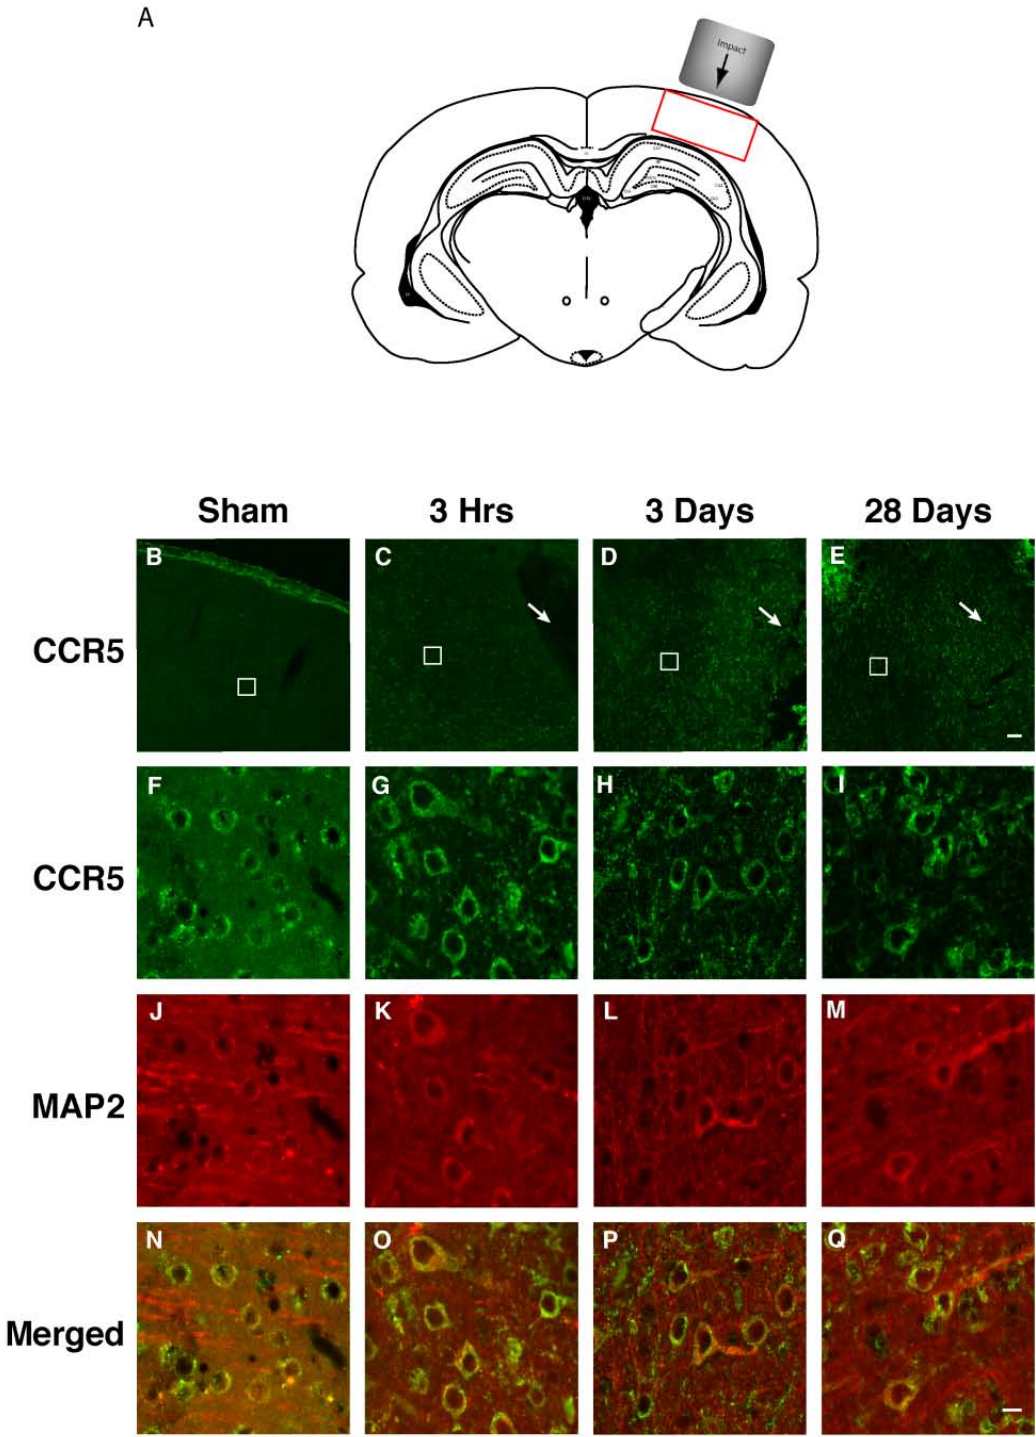 A
Impact
Sham 3 Hrs 3 Days 28 Days
CCR5 B C D E
CCR5 F G H I
MAP2 J K L M
Merged N O P Q